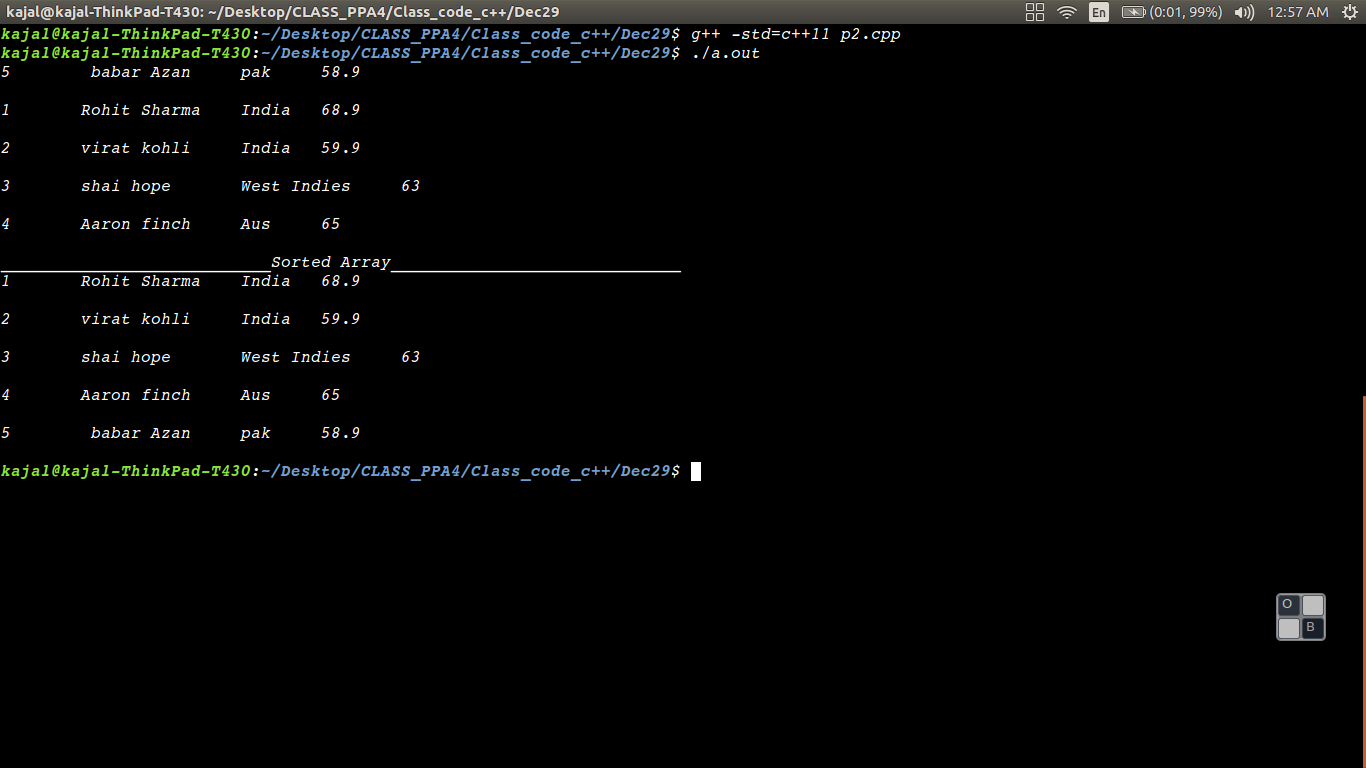 kajal@kajal-ThinkPad-T430: ~/Desktop/CLASS_PPA4/Class_code_c++/Dec29 En (0:01, 99%) 12:57 AM
kajal@kajal-ThinkPad-T430:~/Desktop/CLASS_PPA4/Class_code_c++/Dec29$ g++ -std=c++11 p2.cpp
kajal@kajal-ThinkPad-T430:~/Desktop/CLASS_PPA4/Class_code_c++/Dec29$ ./a.out
5        babar Azan     pak     58.9
1       Rohit Sharma    India   68.9
2       virat kohli     India   59.9
3       shai hope       West Indies     63
4       Aaron finch     Aus     65
___________________________Sorted Array_____________________________
1       Rohit Sharma    India   68.9
2       virat kohli     India   59.9
3       shai hope       West Indies     63
4       Aaron finch     Aus     65
5        babar Azan     pak     58.9
kajal@kajal-ThinkPad-T430:~/Desktop/CLASS_PPA4/Class_code_c++/Dec29$
O
B